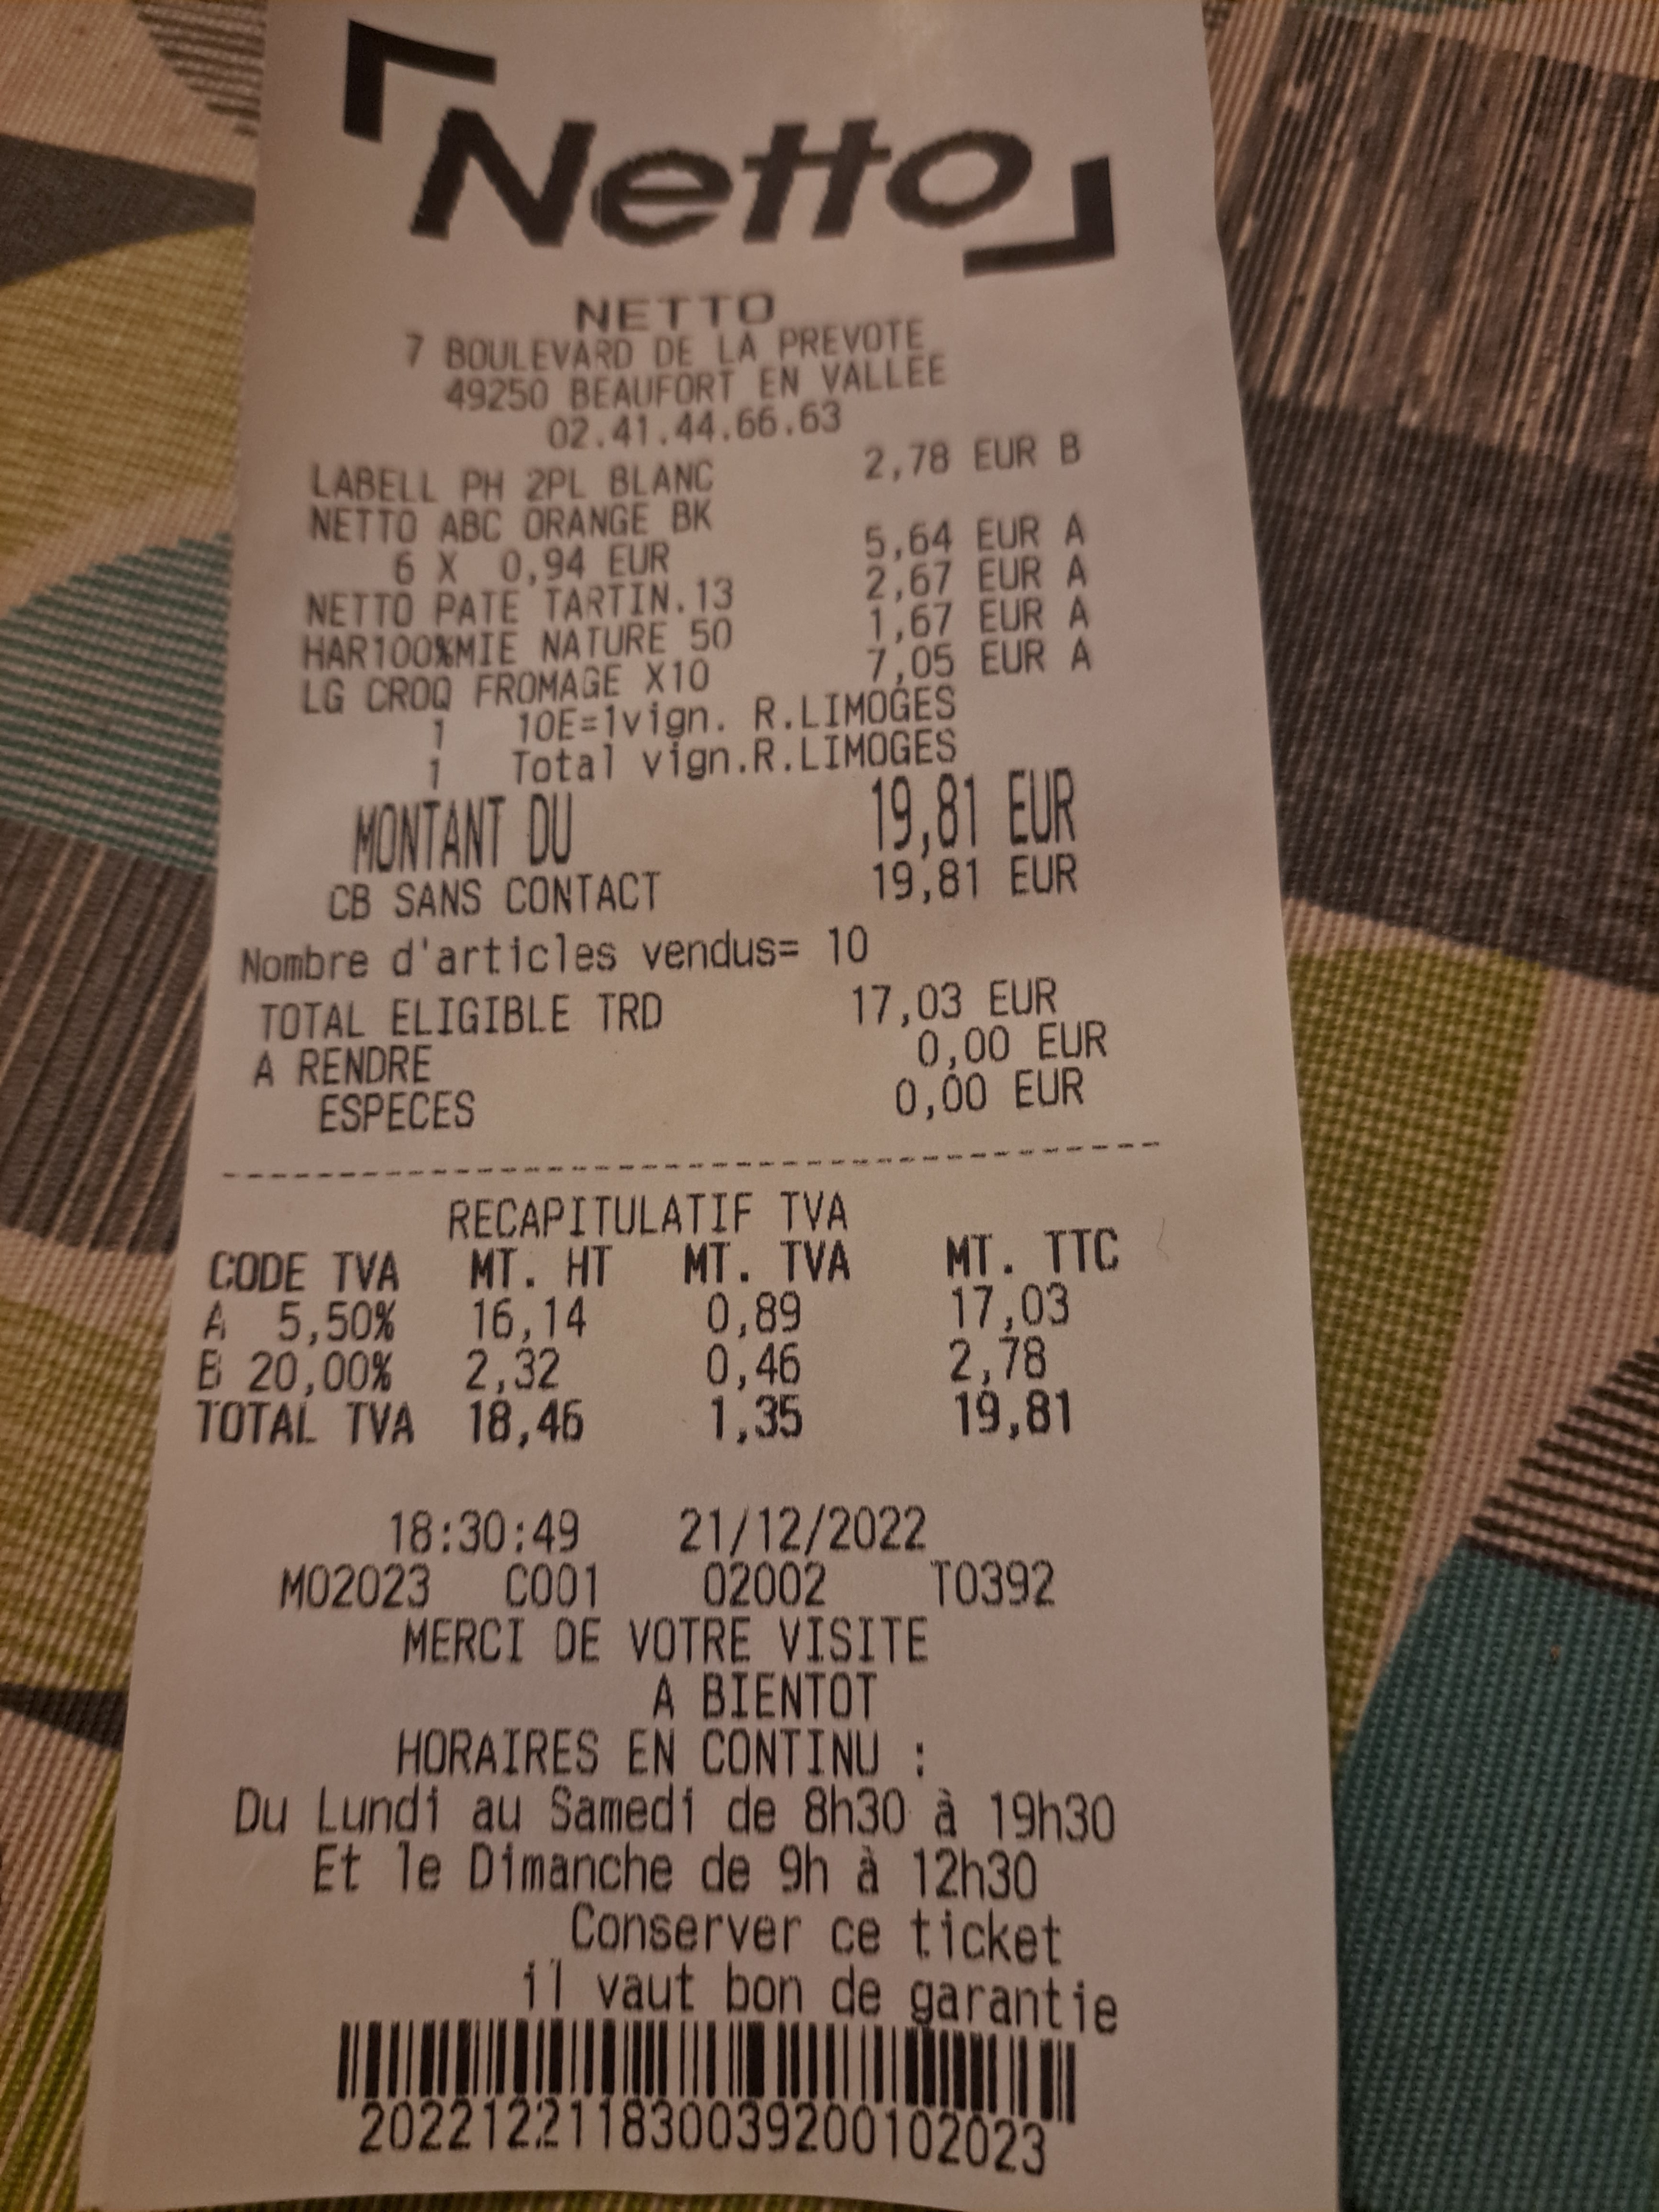 Netto
NETTO
7 BOULEVARD DE LA PREVOTE
49250 BEAUFORT EN VALLEE
02.41.44.66.63
LABELL PH 2PL BLANC 2,78 EUR B
NETTO ABC ORANGE BK
6 X 0,94 EUR 5,64 EUR A
NETTO PATE TARTIN.13 2,67 EUR A
HAR100%MIE NATURE 50 1,67 EUR A
LG CROQ FROMAGE X10 7,05 EUR A
1 10E=1vign. R.LIMOGES
1 Total vign.R.LIMOGES
MONTANT DU 19,81 EUR
CB SANS CONTACT 19,81 EUR
Nombre d'articles vendus= 10
TOTAL ELIGIBLE TRD 17,03 EUR
A RENDRE 0,00 EUR
ESPECES 0,00 EUR
RECAPITULATIF TVA
CODE TVA MT. HT MT. TVA MT. TTC
A 5,50% 16,14 0,89 17,03
B 20,00% 2,32 0,46 2,78
TOTAL TVA 18,46 1,35 19,81
18:30:49 21/12/2022
M02023 C001 02002 T0392
MERCI DE VOTRE VISITE
A BIENTOT
HORAIRES EN CONTINU :
Du Lundi au Samedi de 8h30 à 19h30
Et le Dimanche de 9h à 12h30
Conserver ce ticket
il vaut bon de garantie
202212211830039200102023